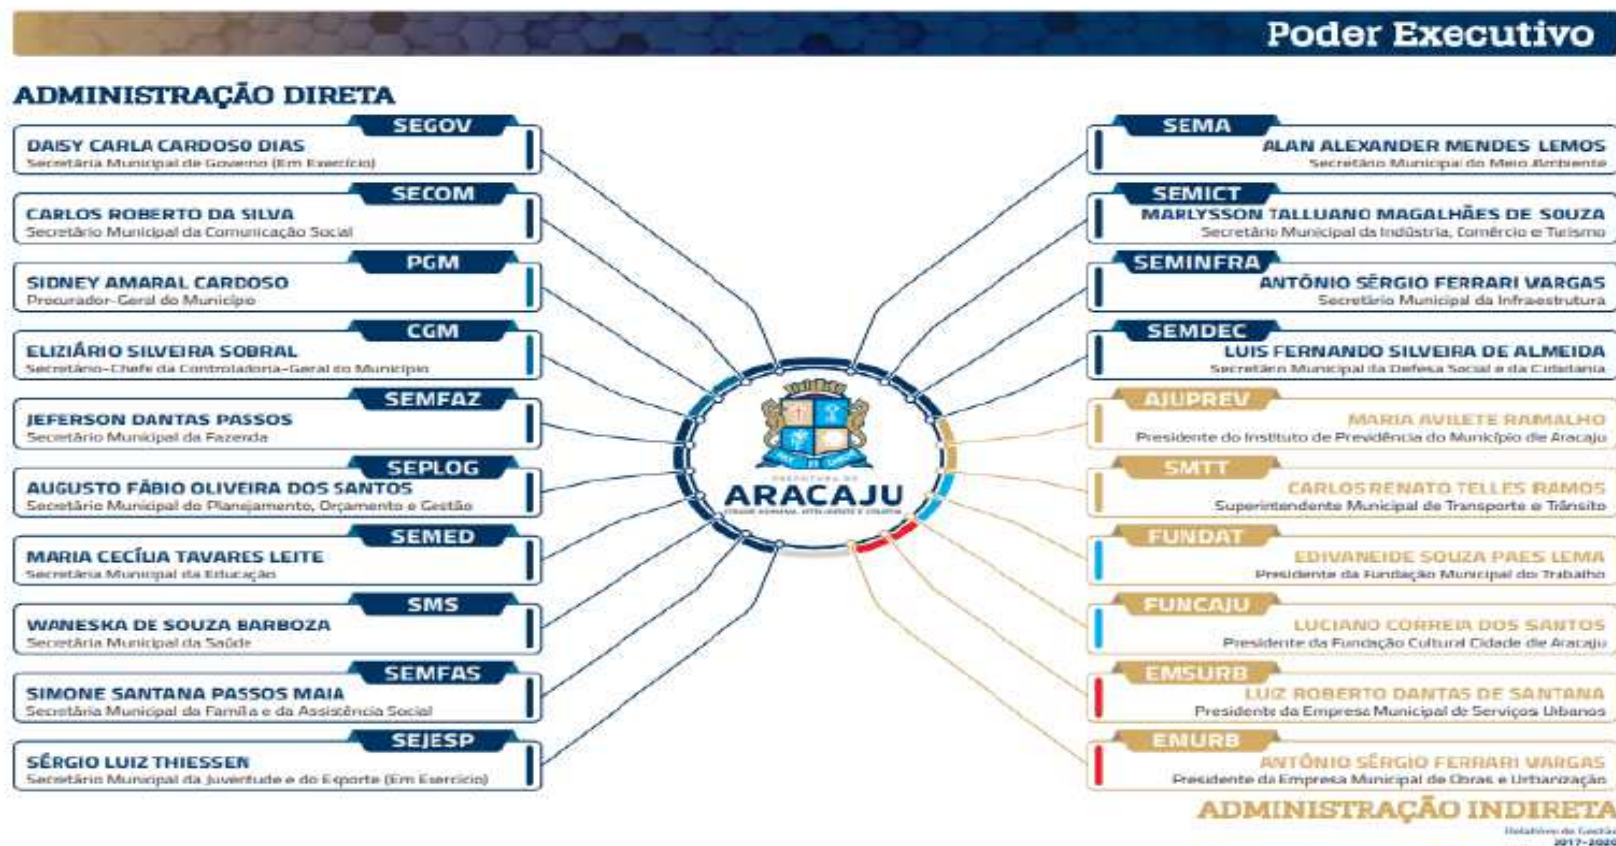 Poder Executivo
ADMINISTRAÇÃO DIRETA
SEGOV
DAISY CARLA CARDOSO DIAS
Secretária Municipal de Governo (Em Exercício)
SECOM
CARLOS ROBERTO DA SILVA
Secretário Municipal da Comunicação Social
PGM
SIDNEY AMARAL CARDOSO
Procurador-Geral do Município
CGM
ELIZIÁRIO SILVEIRA SOBRAL
Secretário-Chefe da Controladoria-Geral do Município
SEMFAZ
JEFERSON DANTAS PASSOS
Secretário Municipal da Fazenda
SEPLOG
AUGUSTO FÁBIO OLIVEIRA DOS SANTOS
Secretário Municipal do Planejamento, Orçamento e Gestão
SEMED
MARIA CECÍLIA TAVARES LEITE
Secretária Municipal da Educação
SMS
WANESKA DE SOUZA BARBOZA
Secretária Municipal da Saúde
SEMFAS
SIMONE SANTANA PASSOS MAIA
Secretária Municipal da Família e da Assistência Social
SEJESP
SÉRGIO LUIZ THIESSEN
Secretário Municipal da Juventude e do Esporte (Em Exercício)
PREFEITURA DE
ARACAJU
CIDADE HUMANA, INTELIGENTE E CRIATIVA
SEMA
ALAN ALEXANDER MENDES LEMOS
Secretário Municipal do Meio Ambiente
SEMICT
MARLYSSON TALLUANO MAGALHÃES DE SOUZA
Secretário Municipal da Indústria, Comércio e Turismo
SEMINFRA
ANTÔNIO SÉRGIO FERRARI VARGAS
Secretário Municipal da Infraestrutura
SEMDEC
LUIS FERNANDO SILVEIRA DE ALMEIDA
Secretário Municipal da Defesa Social e da Cidadania
AJUPREV
MARIA AVILETE RAMALHO
Presidente do Instituto de Previdência do Município de Aracaju
SMTT
CARLOS RENATO TELLES RAMOS
Superintendente Municipal de Transporte e Trânsito
FUNDAT
EDIVANEIDE SOUZA PAES LEMA
Presidente da Fundação Municipal do Trabalho
FUNCAJU
LUCIANO CORREIA DOS SANTOS
Presidente da Fundação Cultural Cidade de Aracaju
EMSURB
LUIZ ROBERTO DANTAS DE SANTANA
Presidente da Empresa Municipal de Serviços Urbanos
EMURB
ANTÔNIO SÉRGIO FERRARI VARGAS
Presidente da Empresa Municipal de Obras e Urbanização
ADMINISTRAÇÃO INDIRETA
Relatório de Gestão
2017-2020